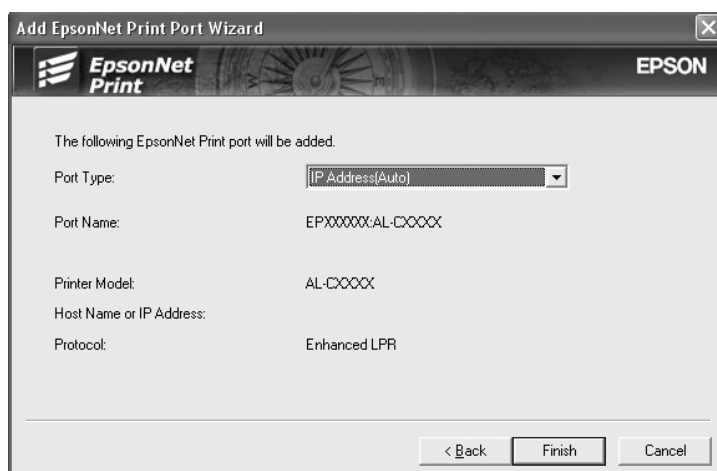 Add EpsonNet Print Port Wizard
EpsonNet
Print
EPSON
W
E
The following EpsonNet Print port will be added.
Port Type: IP Address(Auto)
Port Name: EPXXXXXX:AL-CXXXX
Printer Model: AL-CXXXX
Host Name or IP Address:
Protocol: Enhanced LPR
< Back Finish Cancel